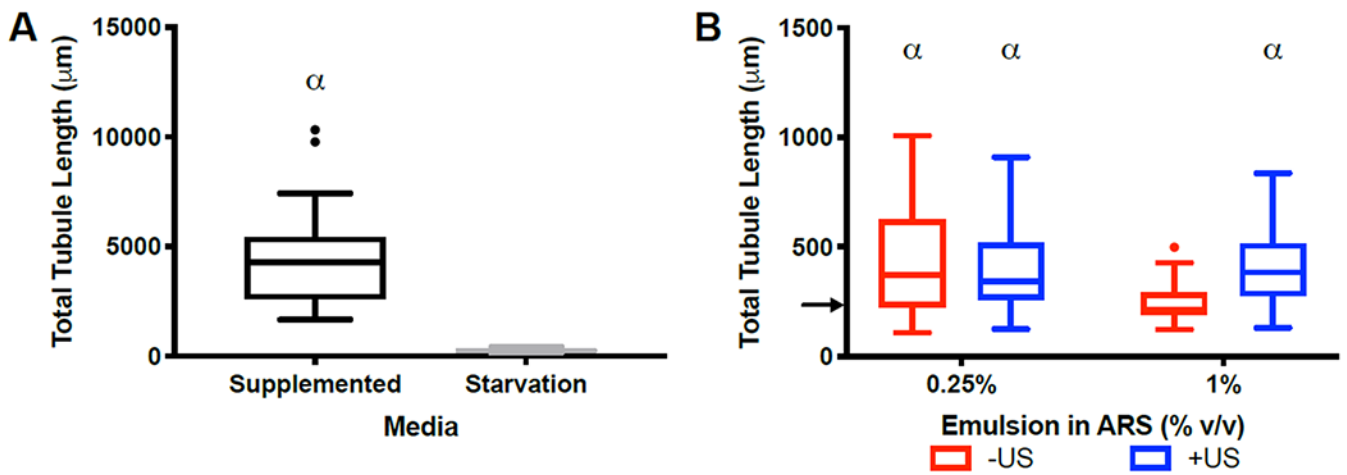 A
Total Tubule Length (μm)
15000
10000
5000
0
α
Supplemented
Starvation
Media
B
Total Tubule Length (μm)
1500
1000
500
0
α α α
0.25%
1%
Emulsion in ARS (% v/v)
-US
+US